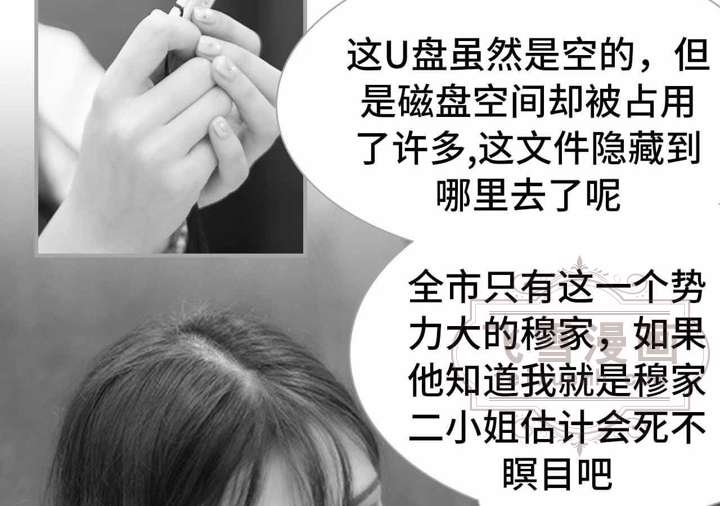 这U盘虽然是空的，但
是磁盘空间却被占用
了许多,这文件隐藏到
哪里去了呢
全市只有这一个势
力大的穆家，如果
他知道我就是穆家
二小姐估计会死不
瞑目吧
飞雪漫画